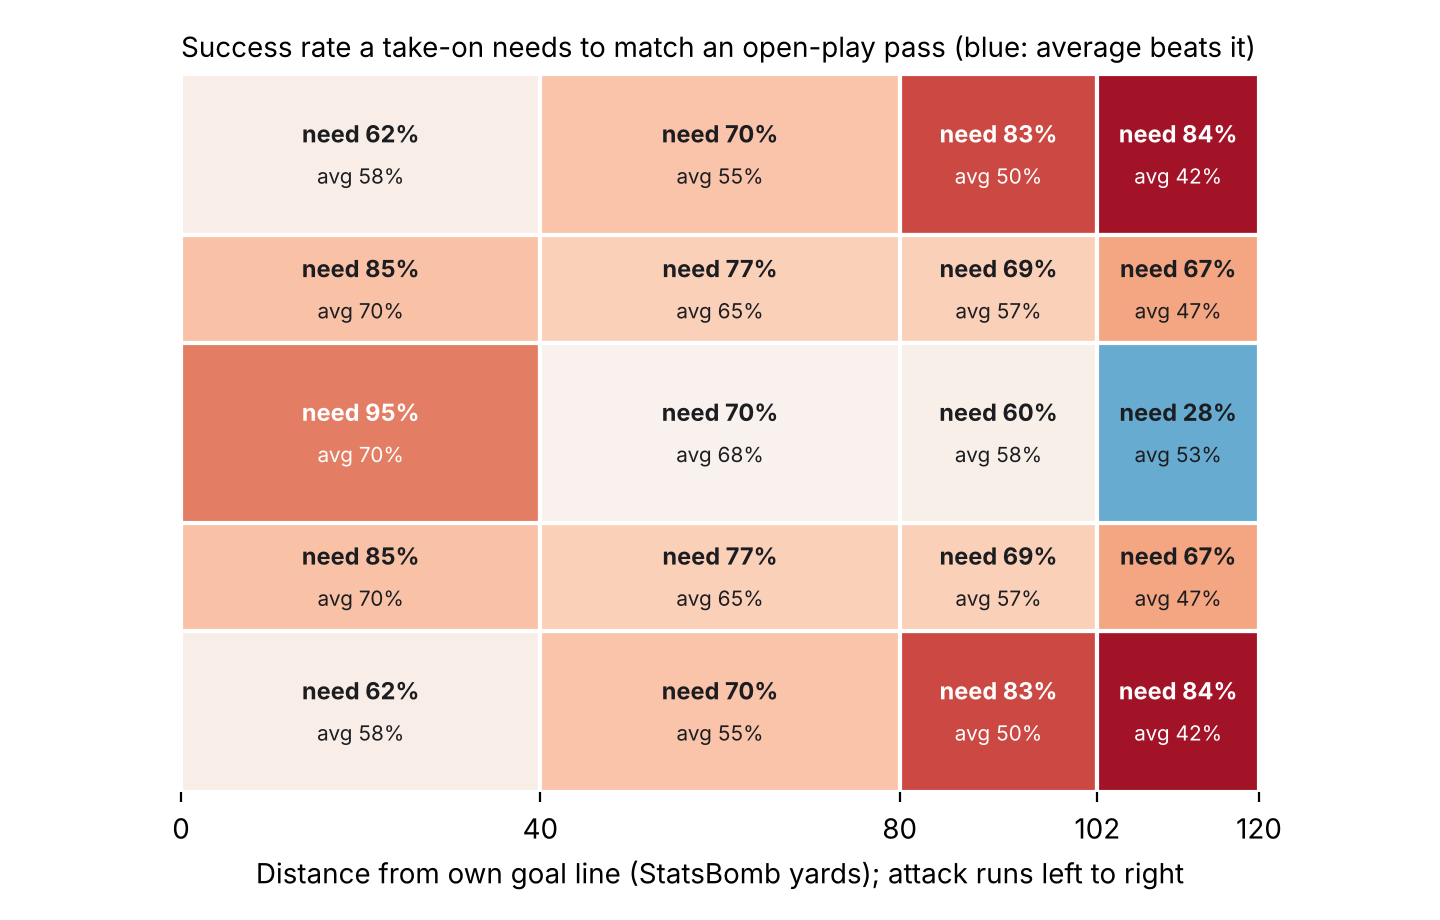 Success rate a take-on needs to match an open-play pass (blue: average beats it)
need 62%
avg 58%
need 70%
avg 55%
need 83%
avg 50%
need 84%
avg 42%
need 85%
avg 70%
need 77%
avg 65%
need 69%
avg 57%
need 67%
avg 47%
need 95%
avg 70%
need 70%
avg 68%
need 60%
avg 58%
need 28%
avg 53%
need 85%
avg 70%
need 77%
avg 65%
need 69%
avg 57%
need 67%
avg 47%
need 62%
avg 58%
need 70%
avg 55%
need 83%
avg 50%
need 84%
avg 42%
0 40 80 102 120
Distance from own goal line (StatsBomb yards); attack runs left to right